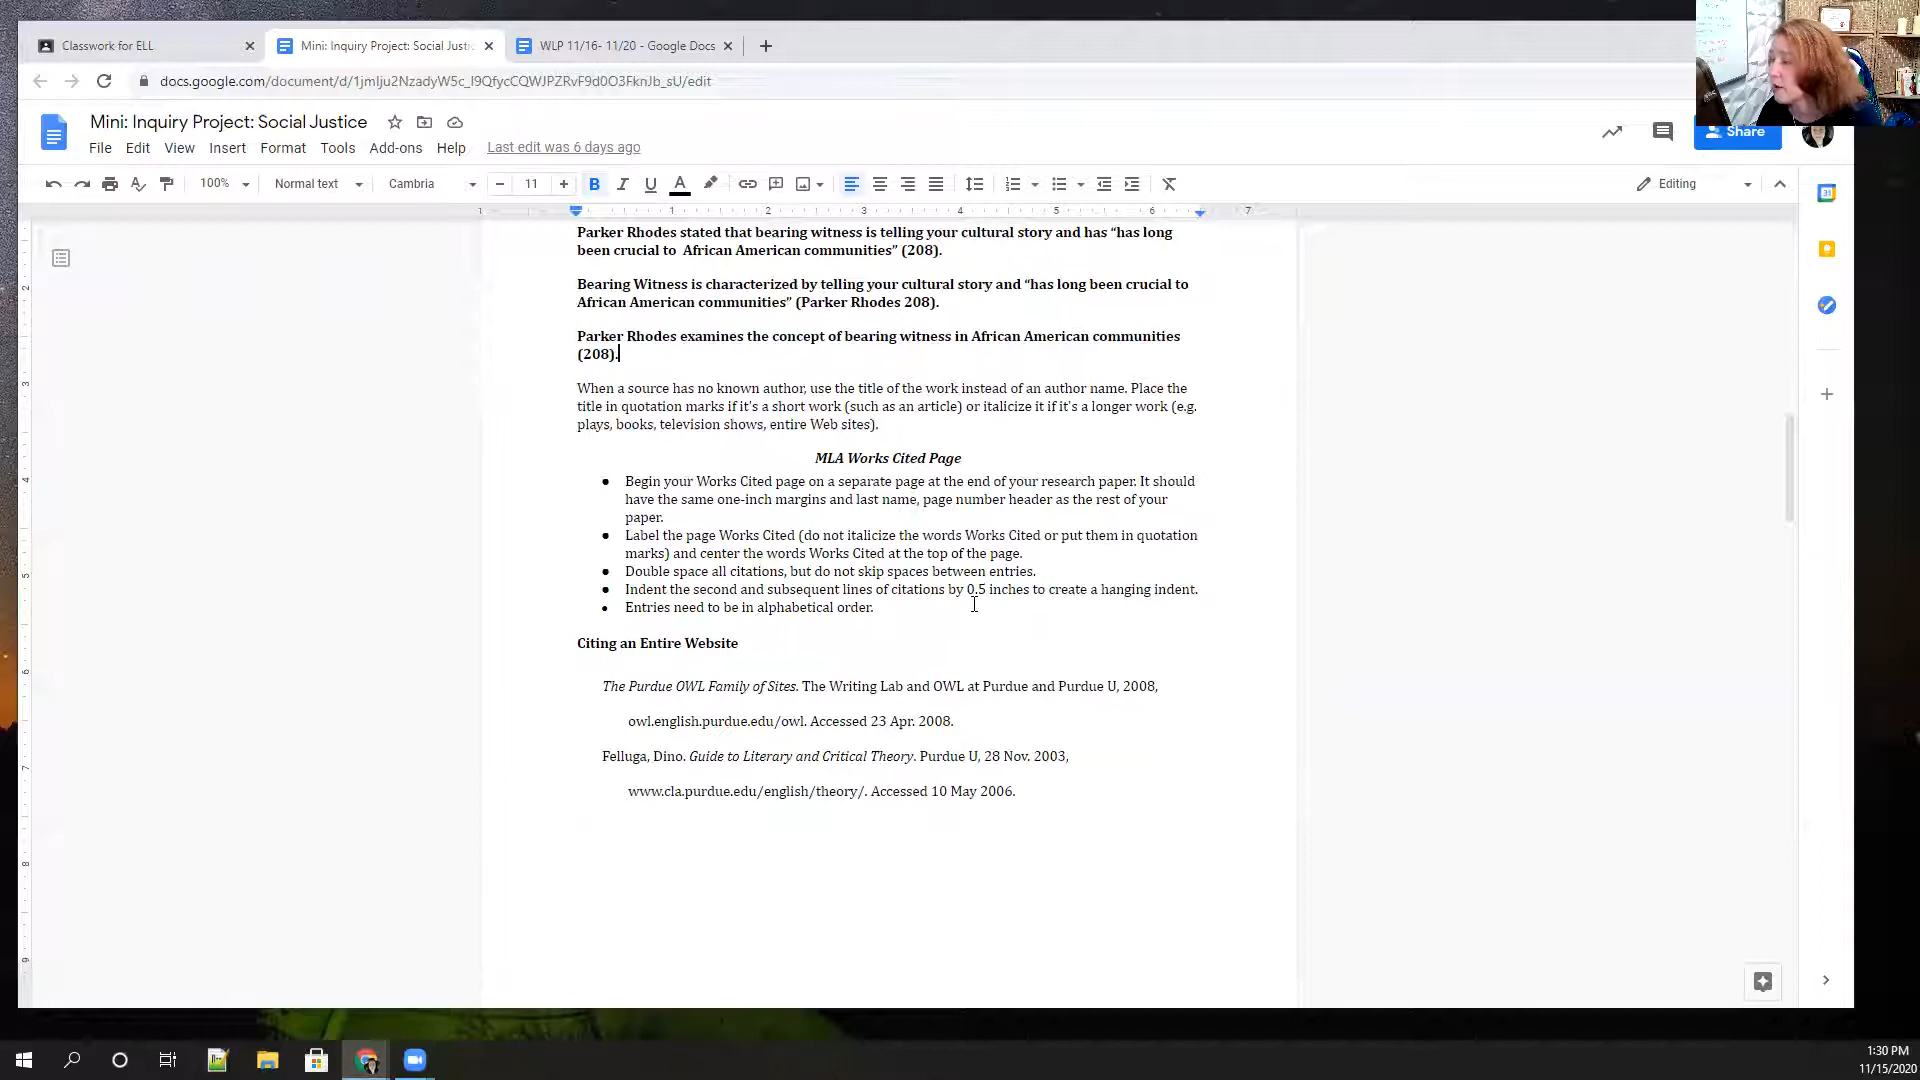 Classwork for ELL
Mini: Inquiry Project: Social Justic
WLP 11/16- 11/20 - Google Docs
Mini: Inquiry Project: Social Justice
File Edit View Insert Format Tools Add-ons Help Last edit was 6 days ago
Share
100% Normal text Cambria 11 Editing
1 1 2 3 4 5 6 7
Parker Rhodes stated that bearing witness is telling your cultural story and has “has long
been crucial to  African American communities” (208).
Bearing Witness is characterized by telling your cultural story and “has long been crucial to
African American communities” (Parker Rhodes 208).
Parker Rhodes examines the concept of bearing witness in African American communities
(208).
When a source has no known author, use the title of the work instead of an author name. Place the
title in quotation marks if it's a short work (such as an article) or italicize it if it's a longer work (e.g.
plays, books, television shows, entire Web sites).
MLA Works Cited Page
● Begin your Works Cited page on a separate page at the end of your research paper. It should
have the same one-inch margins and last name, page number header as the rest of your
paper.
● Label the page Works Cited (do not italicize the words Works Cited or put them in quotation
marks) and center the words Works Cited at the top of the page.
● Double space all citations, but do not skip spaces between entries.
● Indent the second and subsequent lines of citations by 0.5 inches to create a hanging indent.
● Entries need to be in alphabetical order.
Citing an Entire Website
The Purdue OWL Family of Sites. The Writing Lab and OWL at Purdue and Purdue U, 2008,
owl.english.purdue.edu/owl. Accessed 23 Apr. 2008.
Felluga, Dino. Guide to Literary and Critical Theory. Purdue U, 28 Nov. 2003,
www.cla.purdue.edu/english/theory/. Accessed 10 May 2006.
1:30 PM
11/15/2020